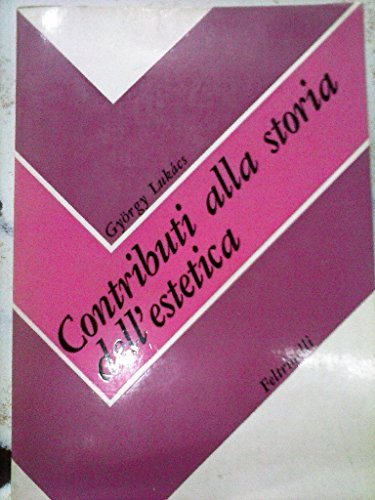 György Lukács
Contributi alla storia
dell'estetica
Feltrinelli